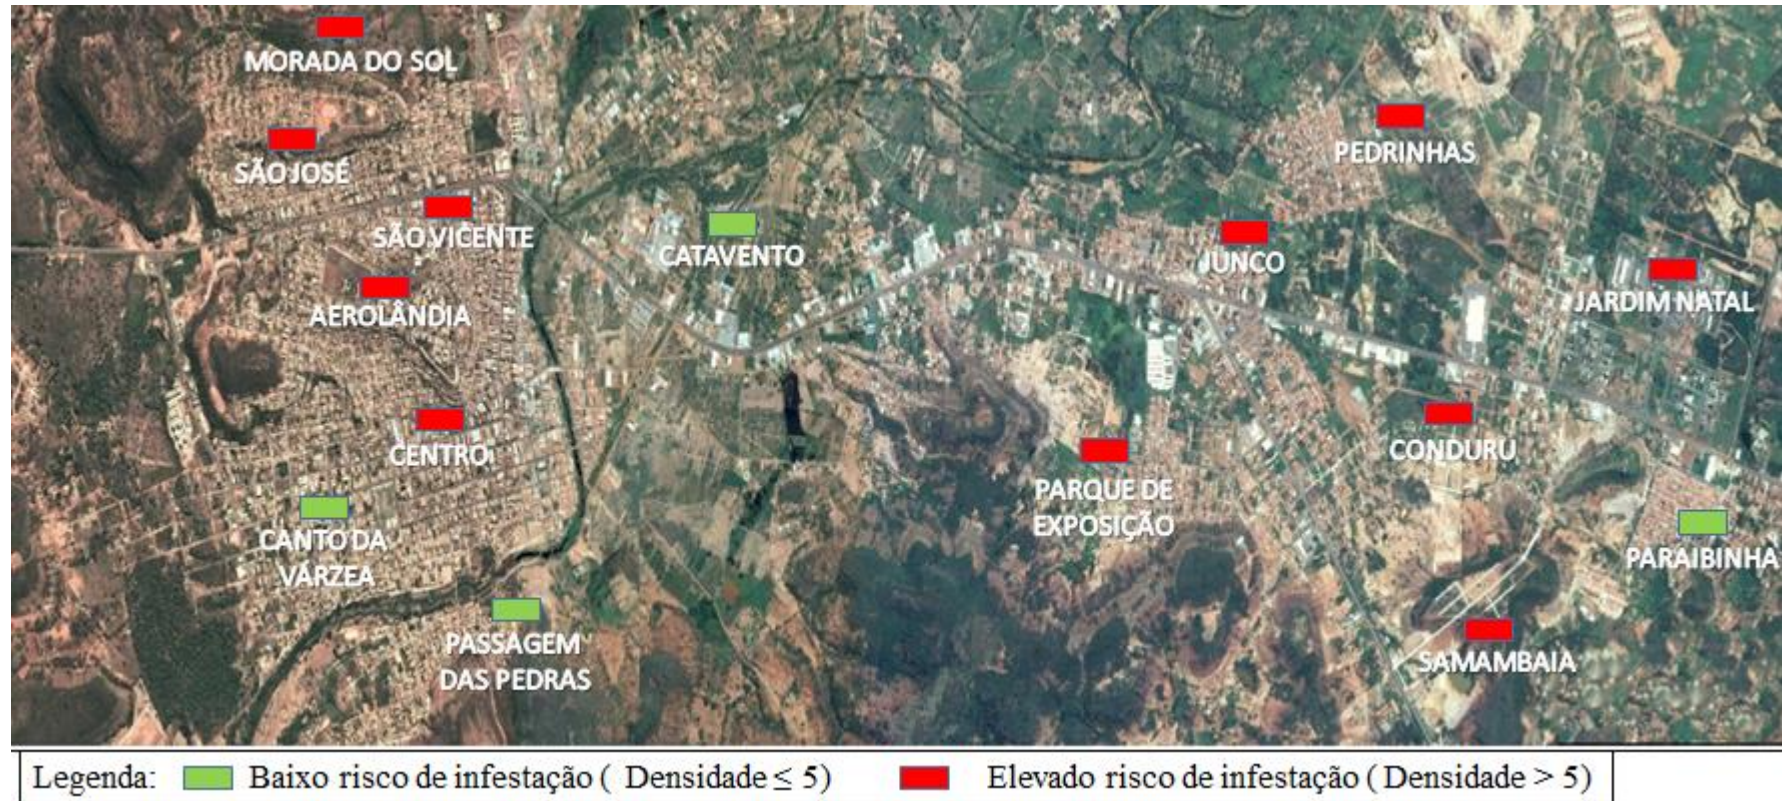 MORADA DO SOL
PEDRINHAS
SÃO JOSÉ
SÃO VICENTE
CATAVENTO
JUNCO
JARDIM NATAL
AEROLÂNDIA
CENTRO
CONDURU
PARQUE DE
EXPOSIÇÃO
CANTO DA
VÁRZEA
PARAIBINHA
PASSAGEM
DAS PEDRAS
SAMAMBAIA
Legenda: Baixo risco de infestação ( Densidade ≤ 5) Elevado risco de infestação ( Densidade > 5)